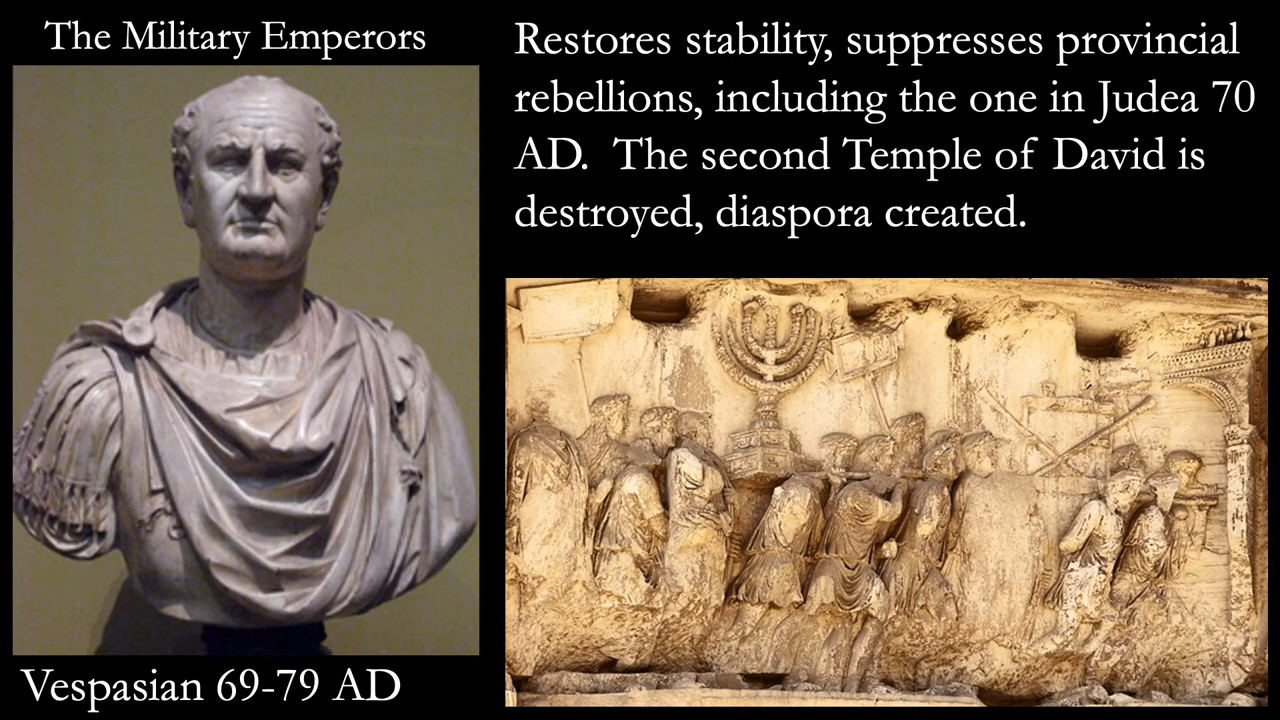 The Military Emperors
Restores stability, suppresses provincial
rebellions, including the one in Judea 70
AD.  The second Temple of David is
destroyed, diaspora created.
Vespasian 69-79 AD